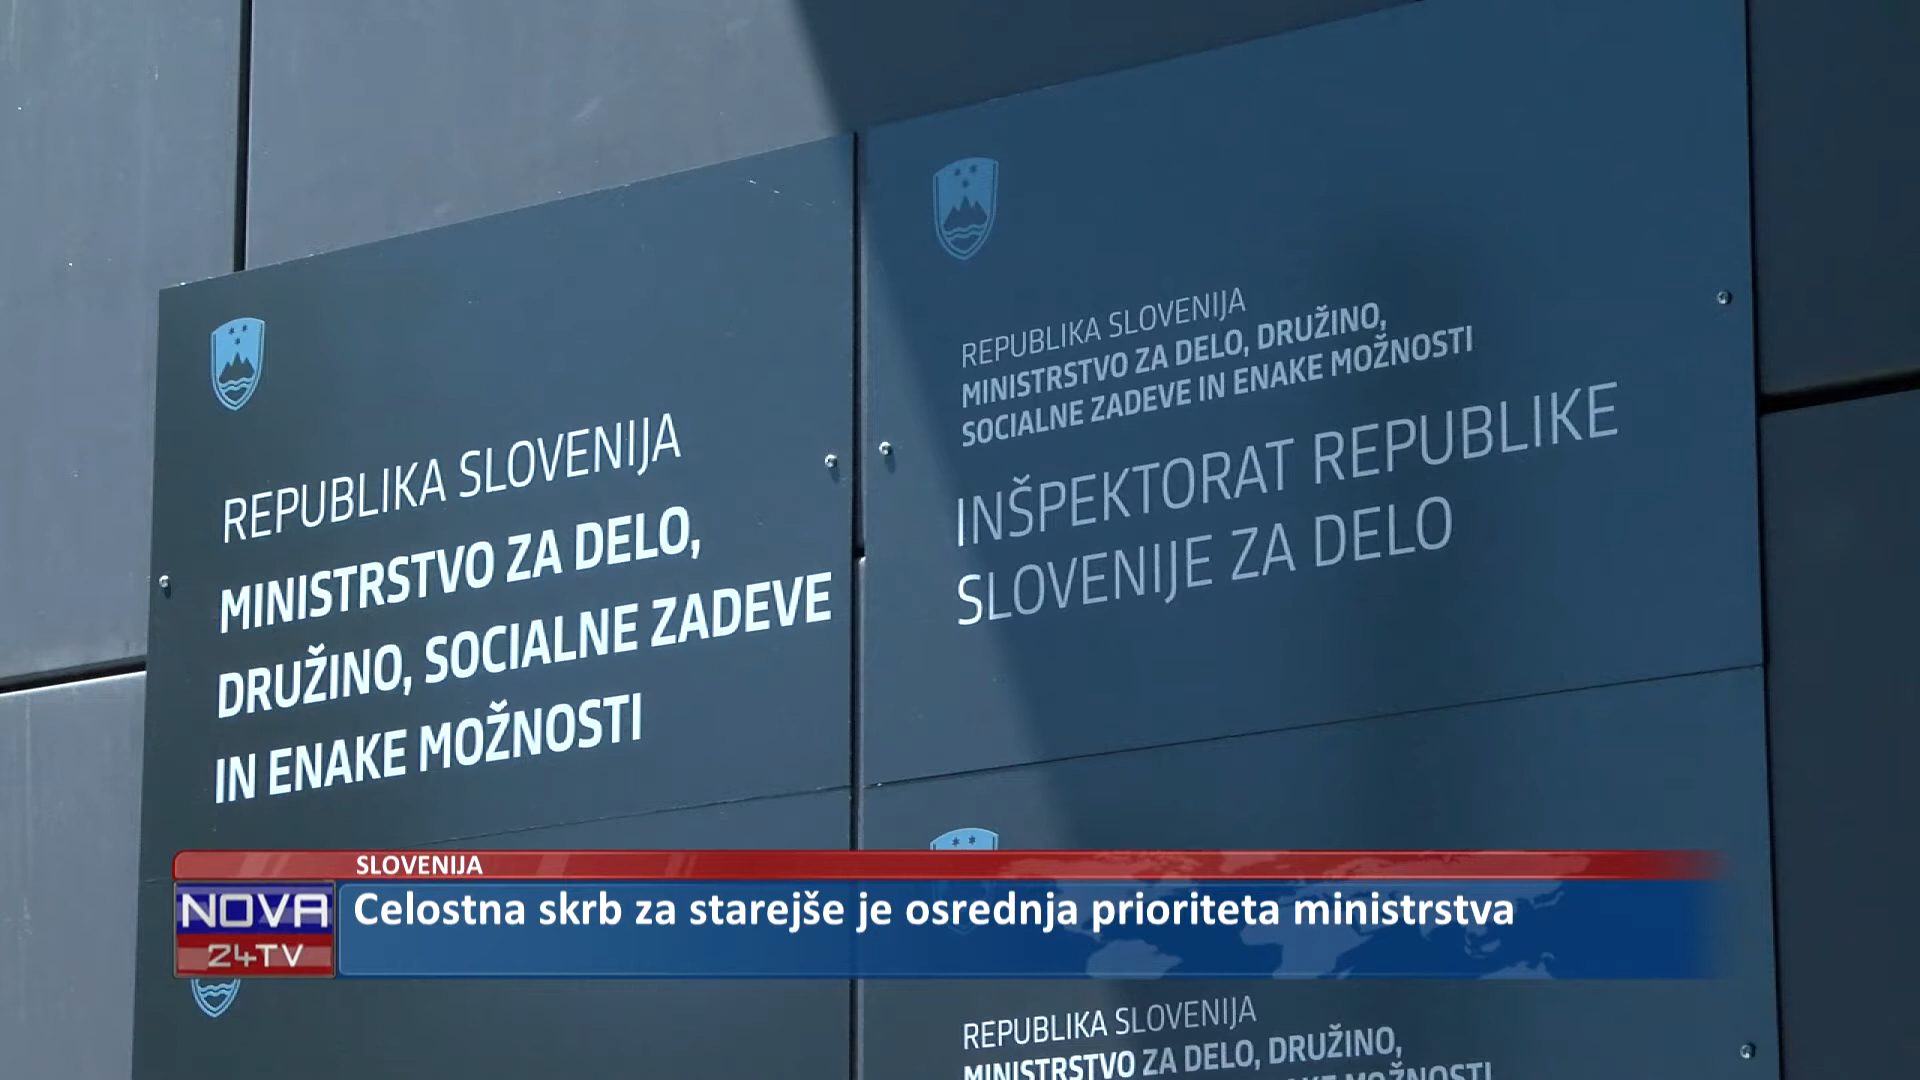 REPUBLIKA SLOVENIJA
MINISTRSTVO ZA DELO,
DRUŽINO, SOCIALNE ZADEVE
IN ENAKE MOŽNOSTI
REPUBLIKA SLOVENIJA
MINISTRSTVO ZA DELO, DRUŽINO,
SOCIALNE ZADEVE IN ENAKE MOŽNOSTI
INŠPEKTORAT REPUBLIKE
SLOVENIJE ZA DELO
SLOVENIJA
NOVA
24TV
Celostna skrb za starejše je osrednja prioriteta ministrstva
REPUBLIKA SLOVENIJA
MINISTRSTVO ZA DELO, DRUŽINO,